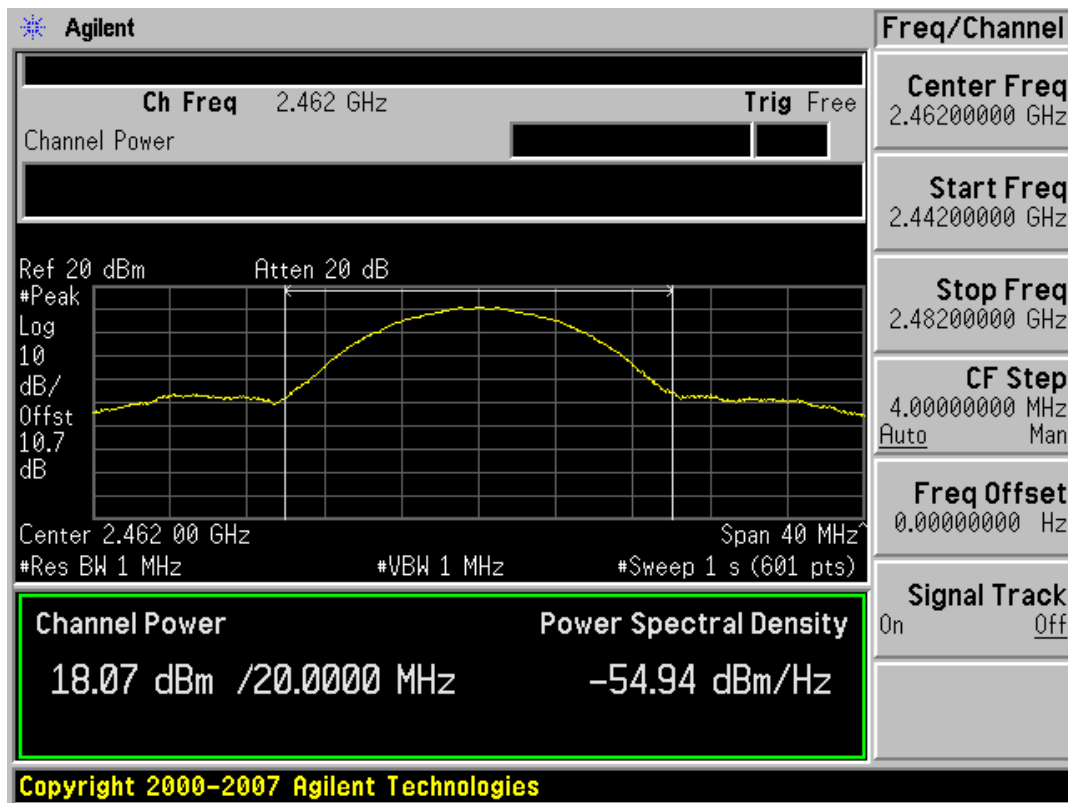 Agilent
Freq/Channel
Ch Freq 2.462 GHz Trig Free
Channel Power
Ref 20 dBm Atten 20 dB
#Peak
Log
10
dB/
Offst
10.7
dB
Center 2.462 00 GHz Span 40 MHz^
#Res BW 1 MHz #VBW 1 MHz #Sweep 1 s (601 pts)
Channel Power Power Spectral Density
18.07 dBm /20.0000 MHz -54.94 dBm/Hz
Center Freq
2.46200000 GHz
Start Freq
2.44200000 GHz
Stop Freq
2.48200000 GHz
CF Step
4.00000000 MHz
Auto Man
Freq Offset
0.00000000 Hz
Signal Track
On Off
Copyright 2000-2007 Agilent Technologies